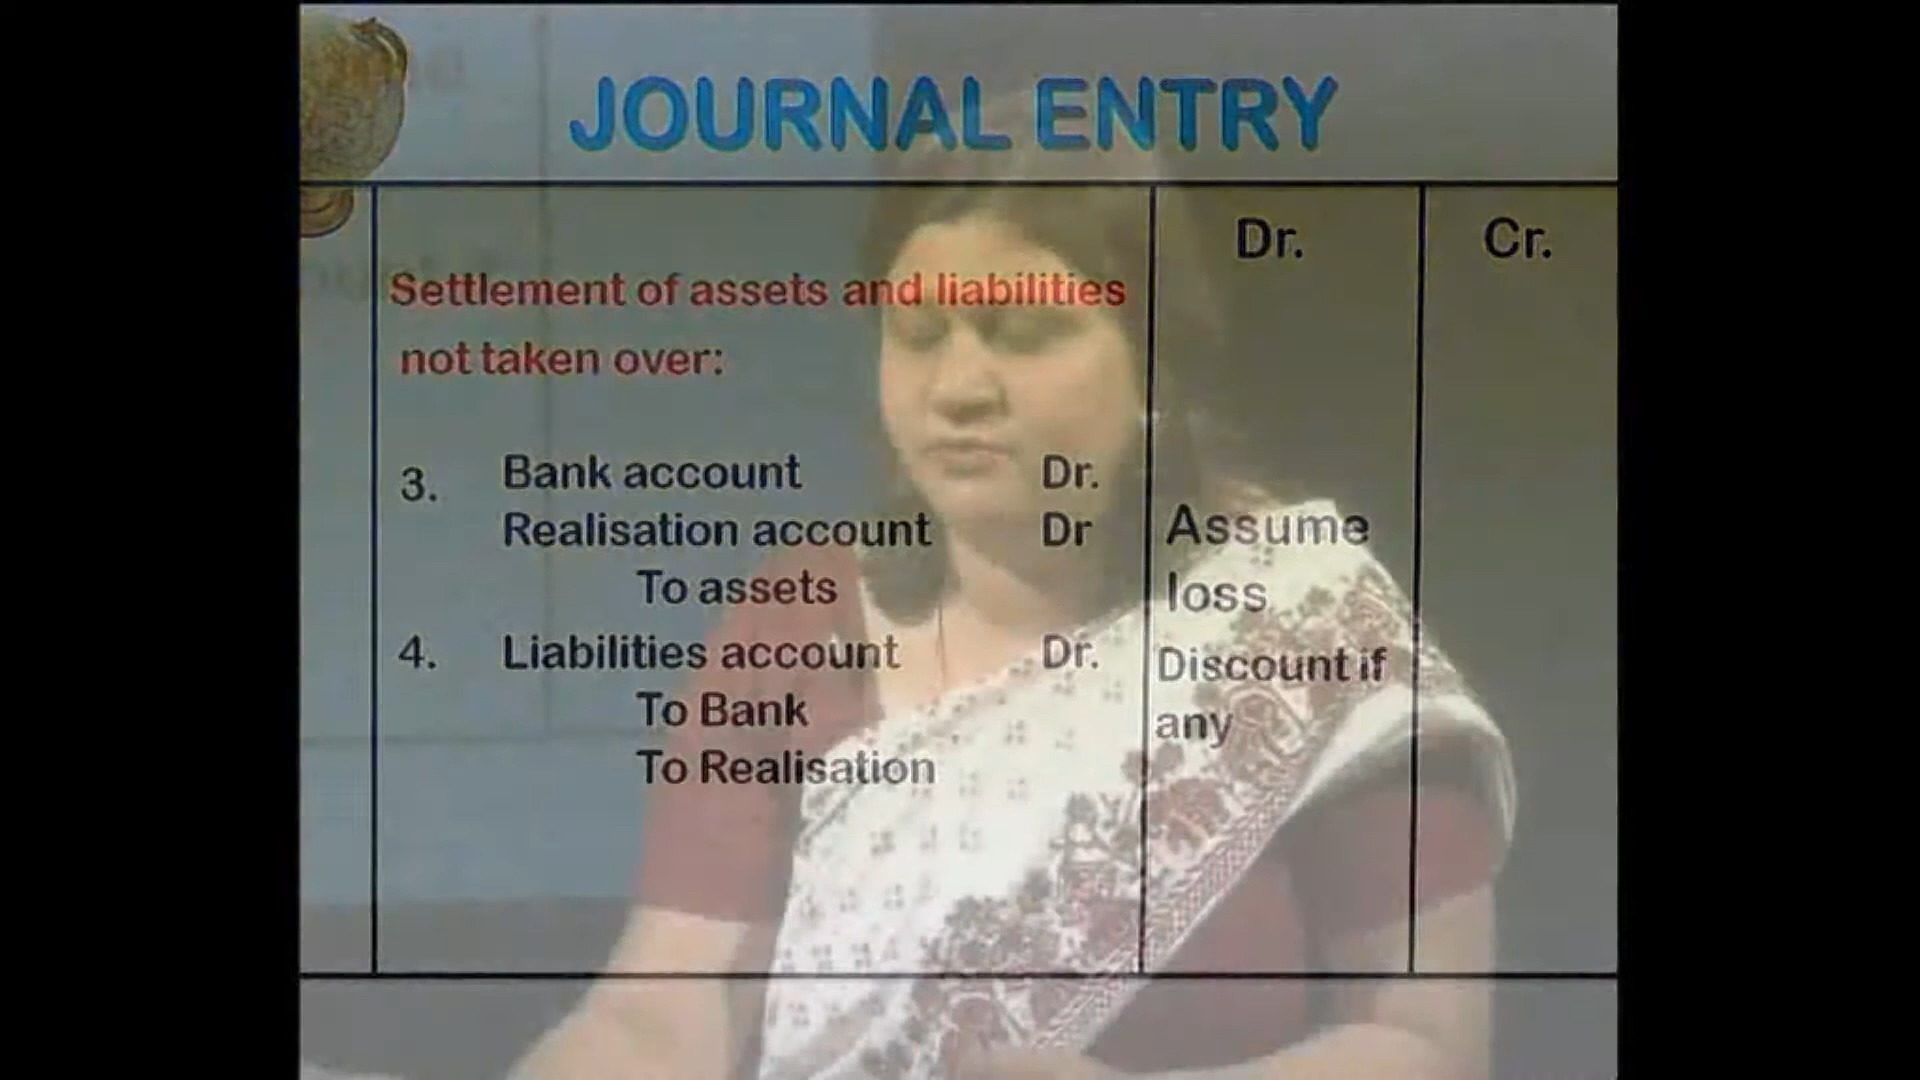 JOURNAL ENTRY
Dr. Cr.
Settlement of assets and liabilities
not taken over:
3. Bank account Dr.
Realisation account Dr Assume
To assets loss
4. Liabilities account Dr. Discount if
To Bank any
To Realisation